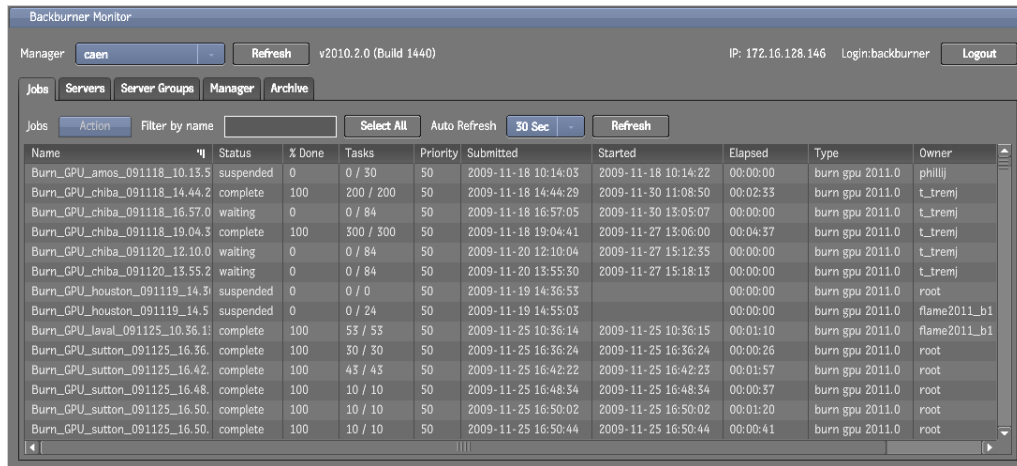 Backburner Monitor
Manager caen Refresh v2010.2.0 (Build 1440) IP: 172.16.128.146 Login:backburner Logout
Jobs Servers Server Groups Manager Archive
Jobs Action Filter by name Select All Auto Refresh 30 Sec Refresh
Name Status % Done Tasks Priority Submitted Started Elapsed Type Owner
Burn_GPU_amos_091118_10.13.5 suspended 0 0 / 30 50 2009-11-18 10:14:03 2009-11-18 10:14:22 00:00:00 burn gpu 2011.0 phillij
Burn_GPU_chiba_091118_14.44.2 complete 100 200 / 200 50 2009-11-18 14:44:29 2009-11-30 11:08:50 00:02:33 burn gpu 2011.0 t_tremj
Burn_GPU_chiba_091118_16.57.0 waiting 0 0 / 84 50 2009-11-18 16:57:05 2009-11-30 13:05:07 00:00:00 burn gpu 2011.0 t_tremj
Burn_GPU_chiba_091118_19.04.3 complete 100 300 / 300 50 2009-11-18 19:04:41 2009-11-27 13:06:00 00:04:37 burn gpu 2011.0 t_tremj
Burn_GPU_chiba_091120_12.10.0 waiting 0 0 / 84 50 2009-11-20 12:10:04 2009-11-27 15:12:35 00:00:00 burn gpu 2011.0 t_tremj
Burn_GPU_chiba_091120_13.55.2 waiting 0 0 / 84 50 2009-11-20 13:55:30 2009-11-27 15:18:13 00:00:00 burn gpu 2011.0 t_tremj
Burn_GPU_houston_091119_14.3 suspended 0 0 / 0 50 2009-11-19 14:36:53 00:00:00 burn gpu 2011.0 root
Burn_GPU_houston_091119_14.5 suspended 0 0 / 24 50 2009-11-19 14:55:03 00:00:00 burn gpu 2011.0 flame2011_b1
Burn_GPU_laval_091125_10.36.1 complete 100 53 / 53 50 2009-11-25 10:36:14 2009-11-25 10:36:15 00:01:10 burn gpu 2011.0 flame2011_b1
Burn_GPU_sutton_091125_16.36. complete 100 30 / 30 50 2009-11-25 16:36:24 2009-11-25 16:36:24 00:00:26 burn gpu 2011.0 root
Burn_GPU_sutton_091125_16.42. complete 100 43 / 43 50 2009-11-25 16:42:22 2009-11-25 16:42:23 00:01:57 burn gpu 2011.0 root
Burn_GPU_sutton_091125_16.48. complete 100 10 / 10 50 2009-11-25 16:48:34 2009-11-25 16:48:34 00:00:37 burn gpu 2011.0 root
Burn_GPU_sutton_091125_16.50. complete 100 10 / 10 50 2009-11-25 16:50:02 2009-11-25 16:50:02 00:01:20 burn gpu 2011.0 root
Burn_GPU_sutton_091125_16.50. complete 100 10 / 10 50 2009-11-25 16:50:44 2009-11-25 16:50:44 00:00:41 burn gpu 2011.0 root